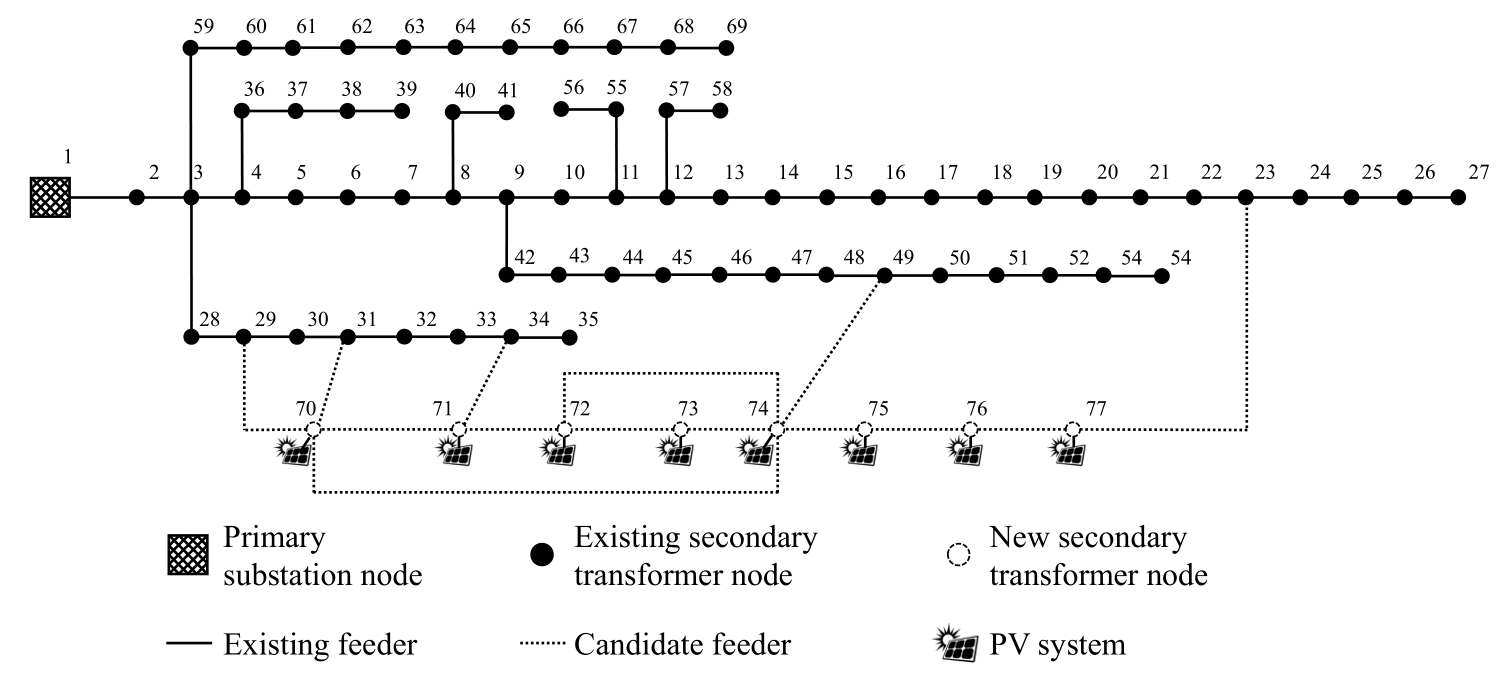 59 60 61 62 63 64 65 66 67 68 69
36 37 38 39 40 41 56 55 57 58
1
2 3 4 5 6 7 8 9 10 11 12 13 14 15 16 17 18 19 20 21 22 23 24 25 26 27
42 43 44 45 46 47 48 49 50 51 52 54 54
28 29 30 31 32 33 34 35
70 71 72 73 74 75 76 77
Primary
substation node
Existing secondary
transformer node
New secondary
transformer node
Existing feeder
Candidate feeder
PV system